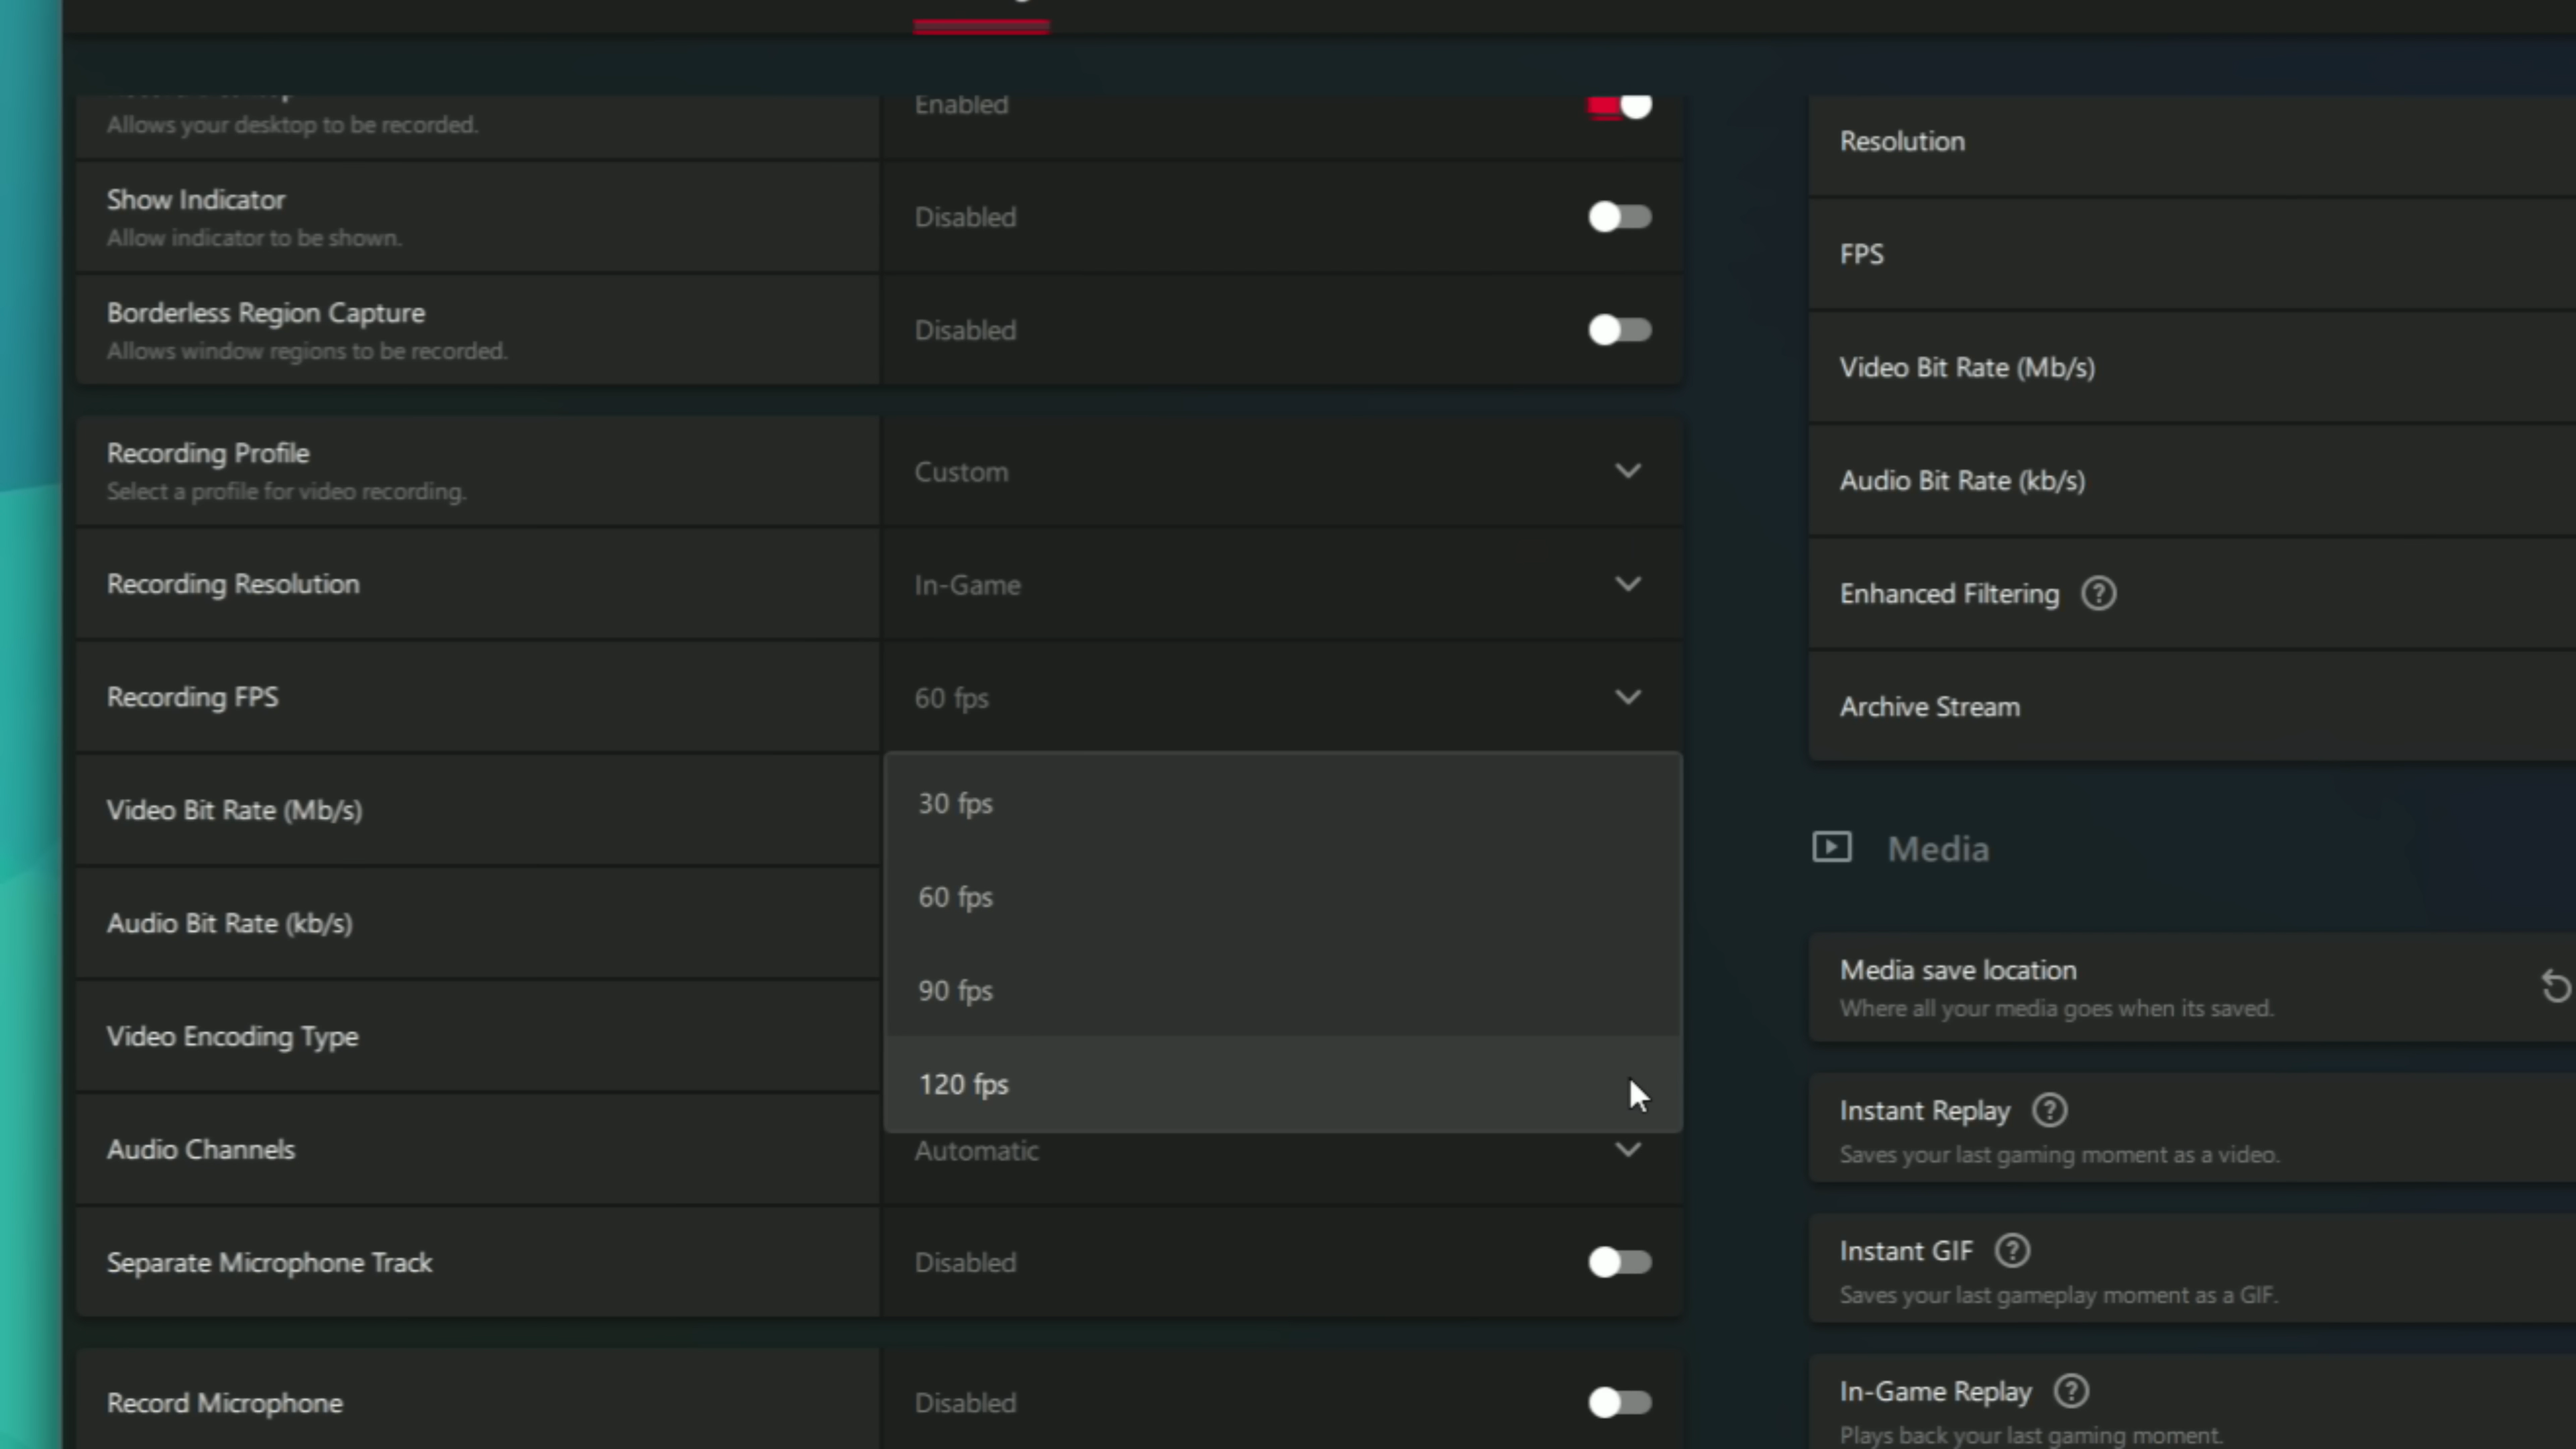 Enabled
Allows your desktop to be recorded.
Show Indicator
Allow indicator to be shown.
Disabled
Borderless Region Capture
Allows window regions to be recorded.
Disabled
Recording Profile
Select a profile for video recording.
Custom
Recording Resolution
In-Game
Recording FPS
60 fps
Video Bit Rate (Mb/s)
Audio Bit Rate (kb/s)
Video Encoding Type
30 fps
60 fps
90 fps
120 fps
Audio Channels
Automatic
Separate Microphone Track
Disabled
Record Microphone
Disabled
Resolution
FPS
Video Bit Rate (Mb/s)
Audio Bit Rate (kb/s)
Enhanced Filtering ?
Archive Stream
Media
Media save location
Where all your media goes when its saved.
Instant Replay ?
Saves your last gaming moment as a video.
Instant GIF ?
Saves your last gameplay moment as a GIF.
In-Game Replay ?
Plays back your last gaming moment.